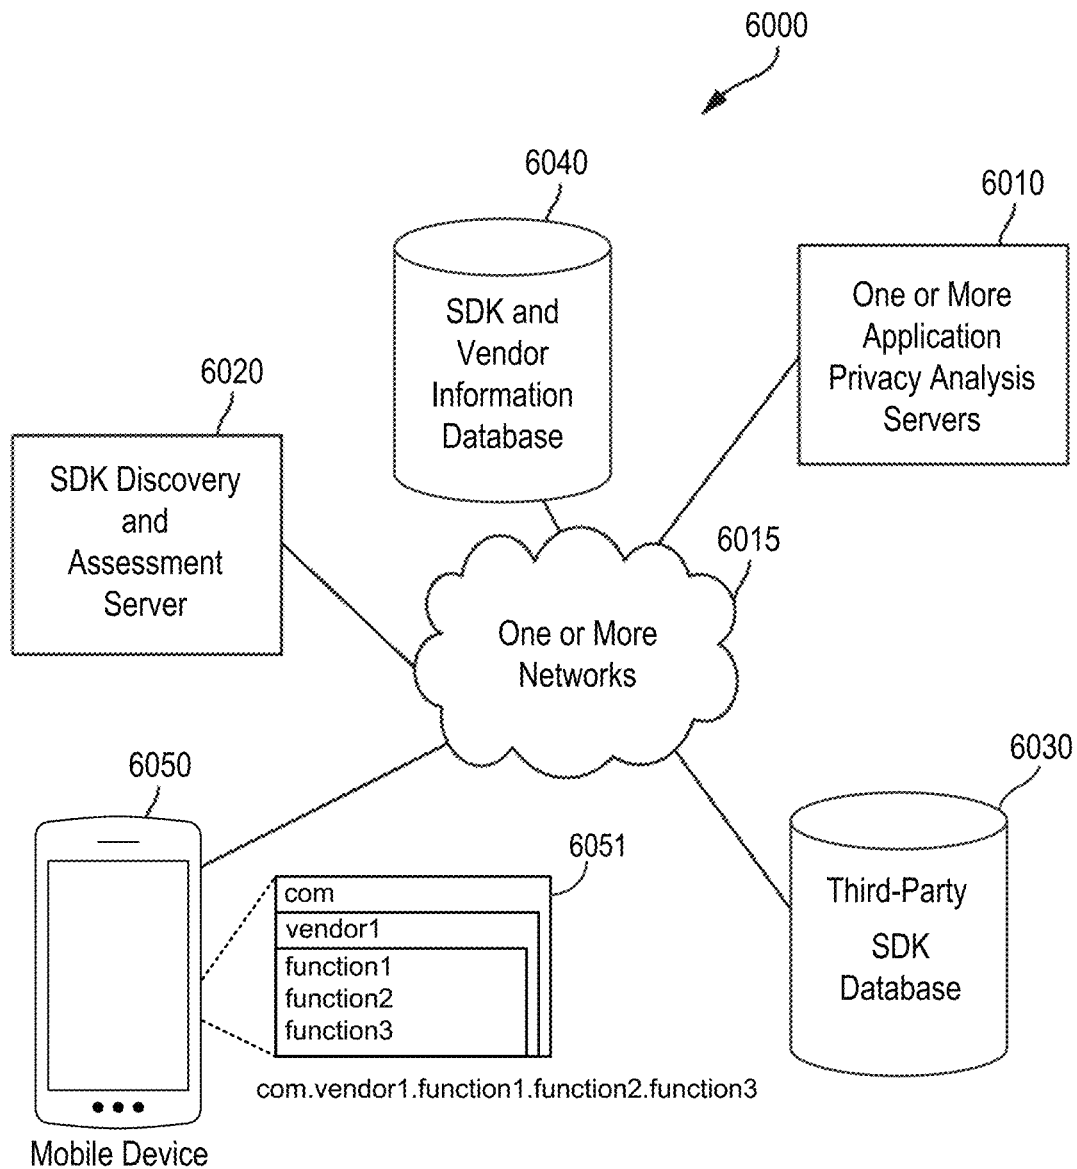 6000
6040
SDK and
Vendor
Information
Database
6010
One or More
Application
Privacy Analysis
Servers
6020
SDK Discovery
and
Assessment
Server
6015
One or More
Networks
6050
Mobile Device
6051
com
vendor1
function1
function2
function3
com.vendor1.function1.function2.function3
6030
Third-Party
SDK
Database